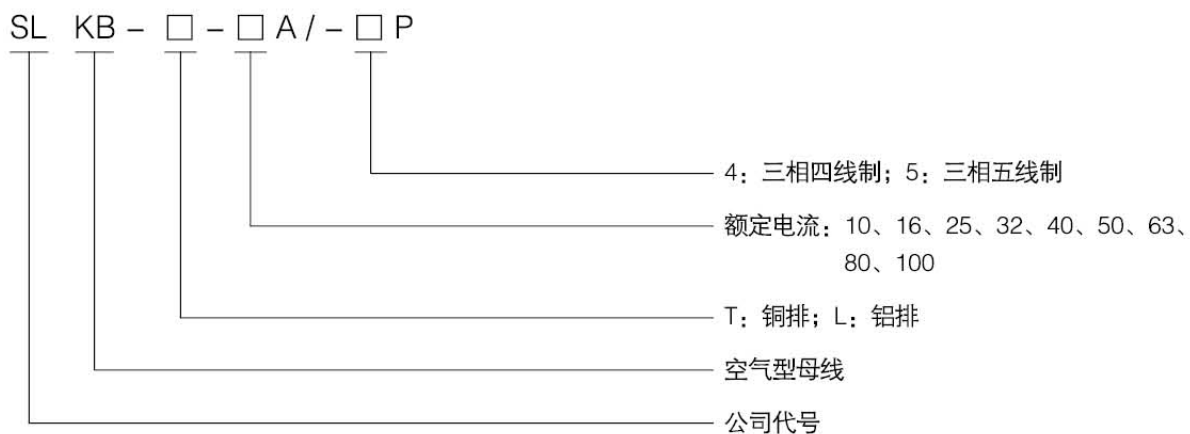 SL KB - □ - □ A / - □ P
4：三相四线制；5：三相五线制
额定电流：10、16、25、32、40、50、63、
80、100
T：铜排；L：铝排
空气型母线
公司代号